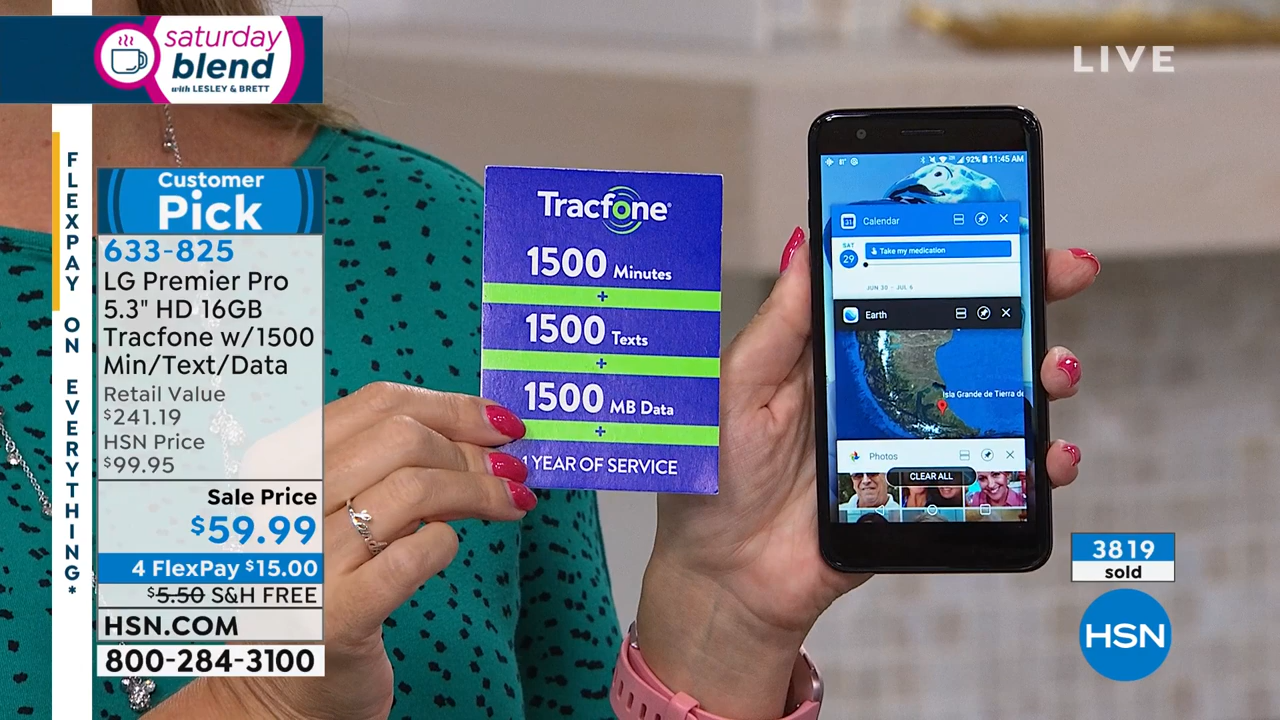 saturday
blend
with LESLEY & BRETT
LIVE
FLEXPAY ON EVERYTHING*
Customer
Pick
633-825
LG Premier Pro
5.3" HD 16GB
Tracfone w/1500
Min/Text/Data
Retail Value
$241.19
HSN Price
$99.95
Sale Price
$59.99
4 FlexPay $15.00
$5.50 S&H FREE
HSN.COM
800-284-3100
Tracfone®
1500 Minutes
+
1500 Texts
+
1500 MB Data
+
1 YEAR OF SERVICE
81° 92% 11:45 AM
31 Calendar
SAT
29
Take my medication
JUN 30 – JUL 6
Earth
Isla Grande de Tierra d
Photos
CLEAR ALL
3819
sold
HSN